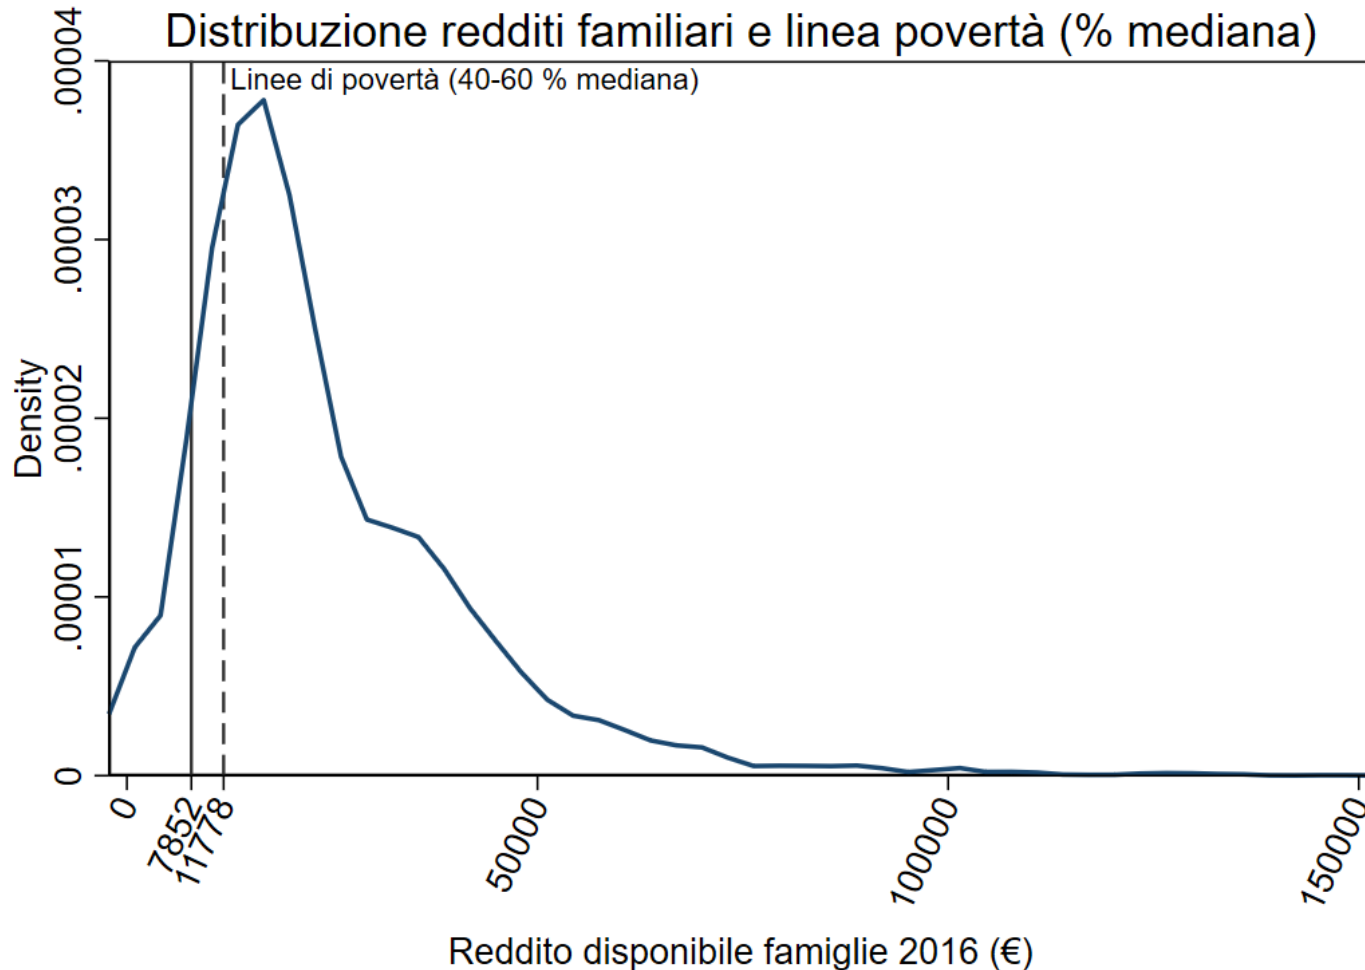 Distribuzione redditi familiari e linea povertà (% mediana)
Linee di povertà (40-60 % mediana)
.00004
.00003
.00002
.00001
0
Density
0
7852
11778
50000
100000
150000
Reddito disponibile famiglie 2016 (€)